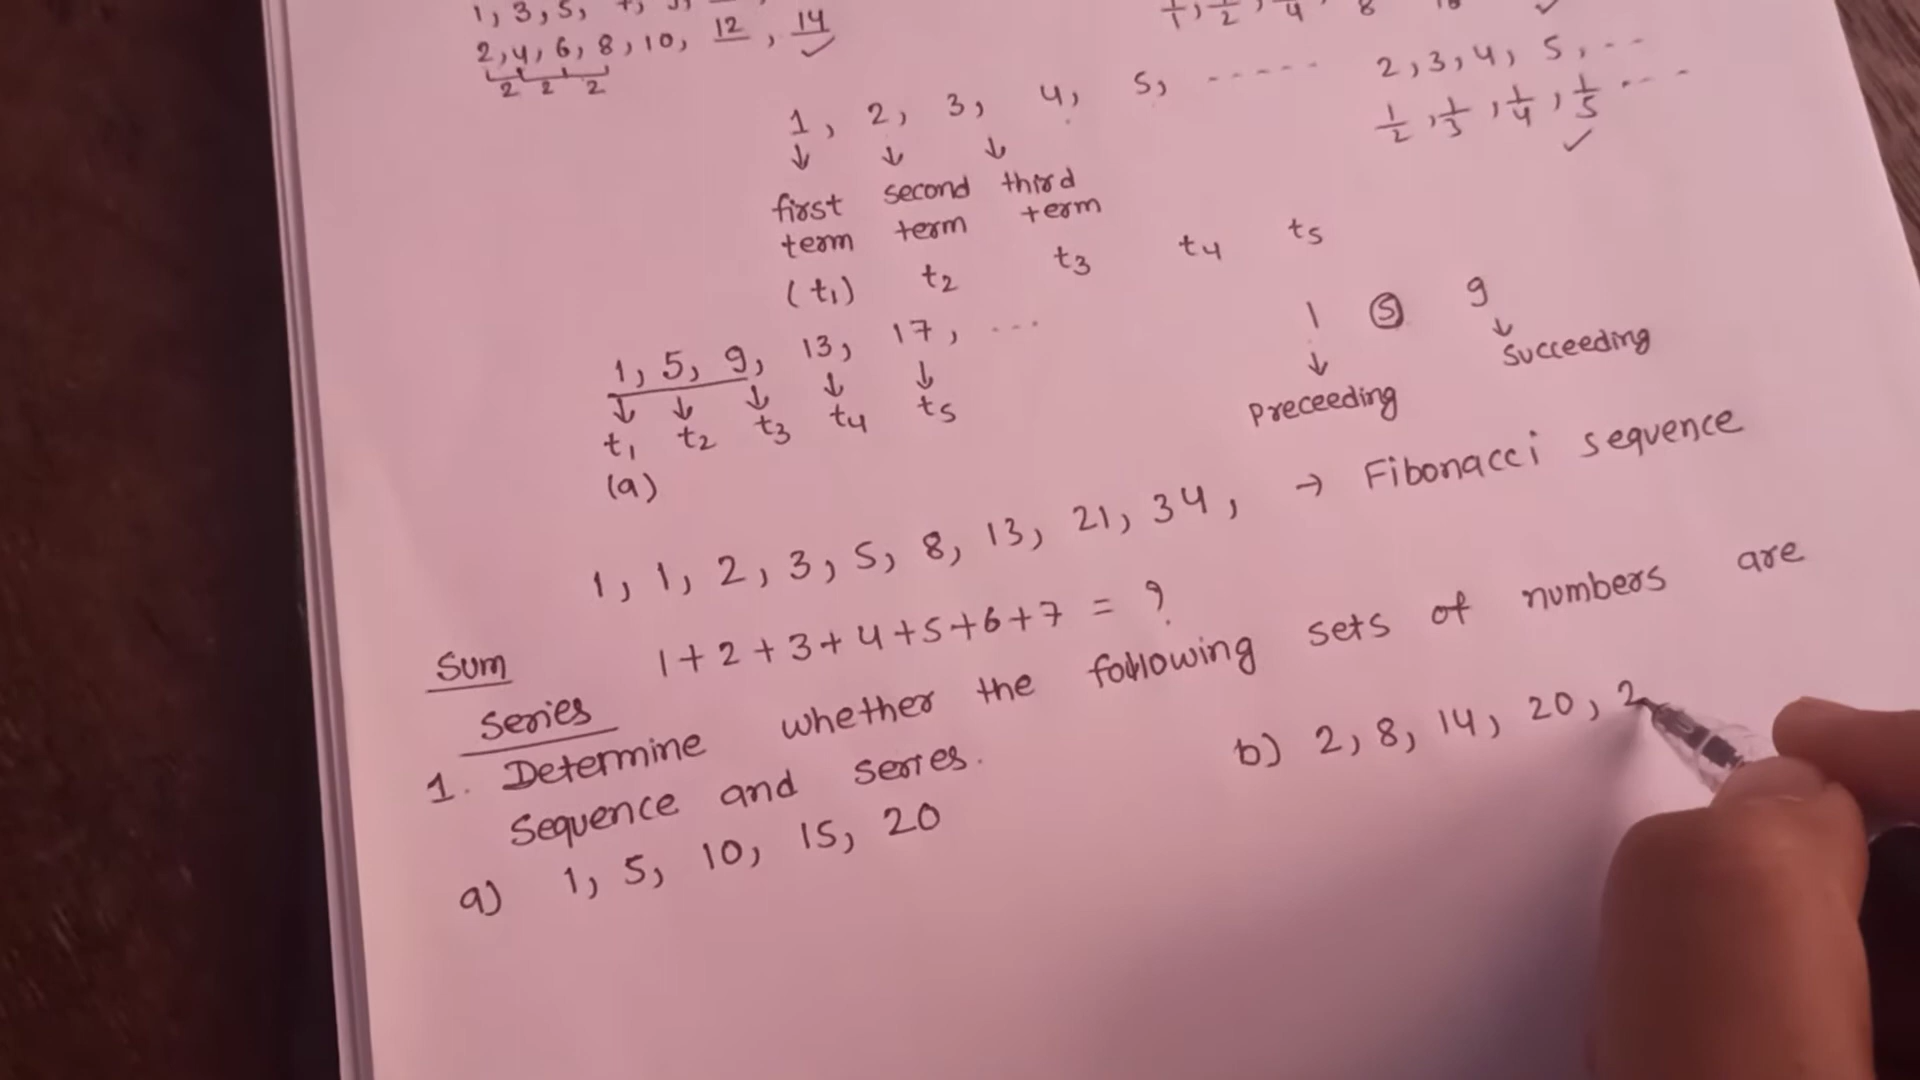 1, 3, 5,
2, 4, 6, 8, 10, 12, 14
2 2 2
1, 2, 3, 4, 5, -----
2, 3, 4, 5, ---
1/2, 1/3, 1/4, 1/5 ----
first second third
term term term
(t1) t2 t3 t4 t5
1, 5, 9, 13, 17, ...
t1 t2 t3 t4 t5
(a)
1 5 9
preceeding succeeding
1, 1, 2, 3, 5, 8, 13, 21, 34, → Fibonacci sequence
Sum 1+2+3+4+5+6+7 = ?
Series
1. Determine whether the following sets of numbers are
sequence and series.
a) 1, 5, 10, 15, 20
b) 2, 8, 14, 20, 2